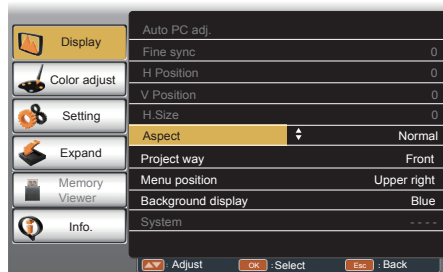 Display
Color adjust
Setting
Expand
Memory
Viewer
Info.
Auto PC adj.
Fine sync 0
H Position 0
V Position 0
H.Size 0
Aspect Normal
Project way Front
Menu position Upper right
Background display Blue
System - - - -
: Adjust OK :Select Esc : Back